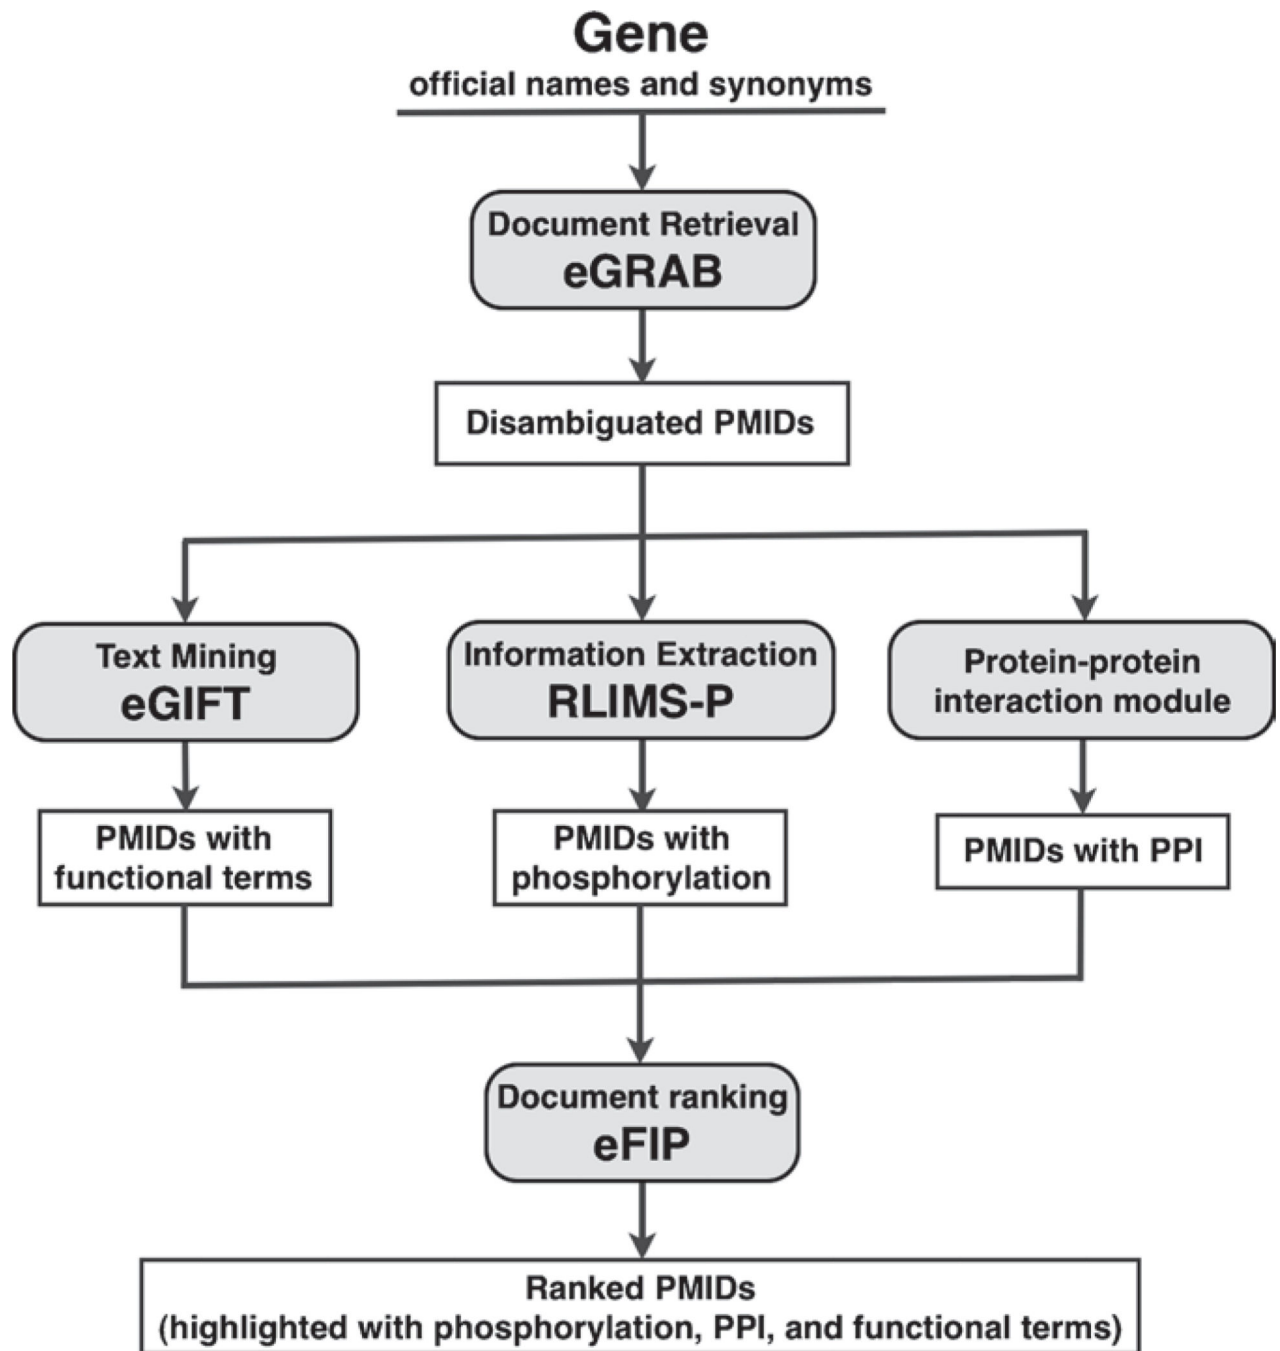 Gene
official names and synonyms
Document Retrieval
eGRAB
Disambiguated PMIDs
Text Mining
eGIFT
Information Extraction
RLIMS-P
Protein-protein
interaction module
PMIDs with
functional terms
PMIDs with
phosphorylation
PMIDs with PPI
Document ranking
eFIP
Ranked PMIDs
(highlighted with phosphorylation, PPI, and functional terms)